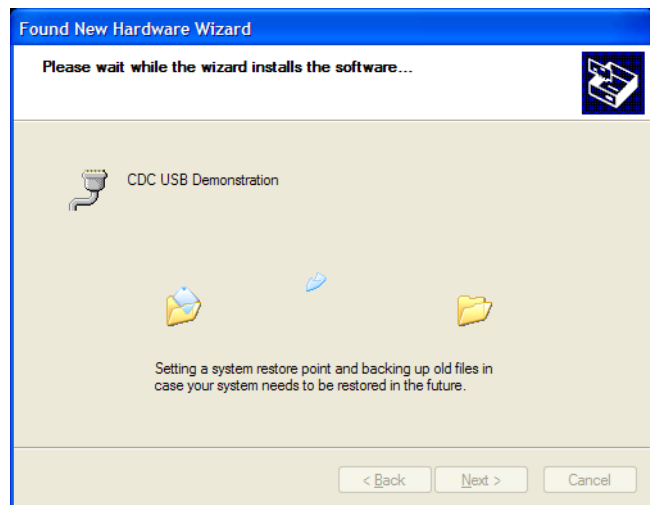 Found New Hardware Wizard
Please wait while the wizard installs the software...
CDC USB Demonstration
Setting a system restore point and backing up old files in
case your system needs to be restored in the future.
< Back Next > Cancel